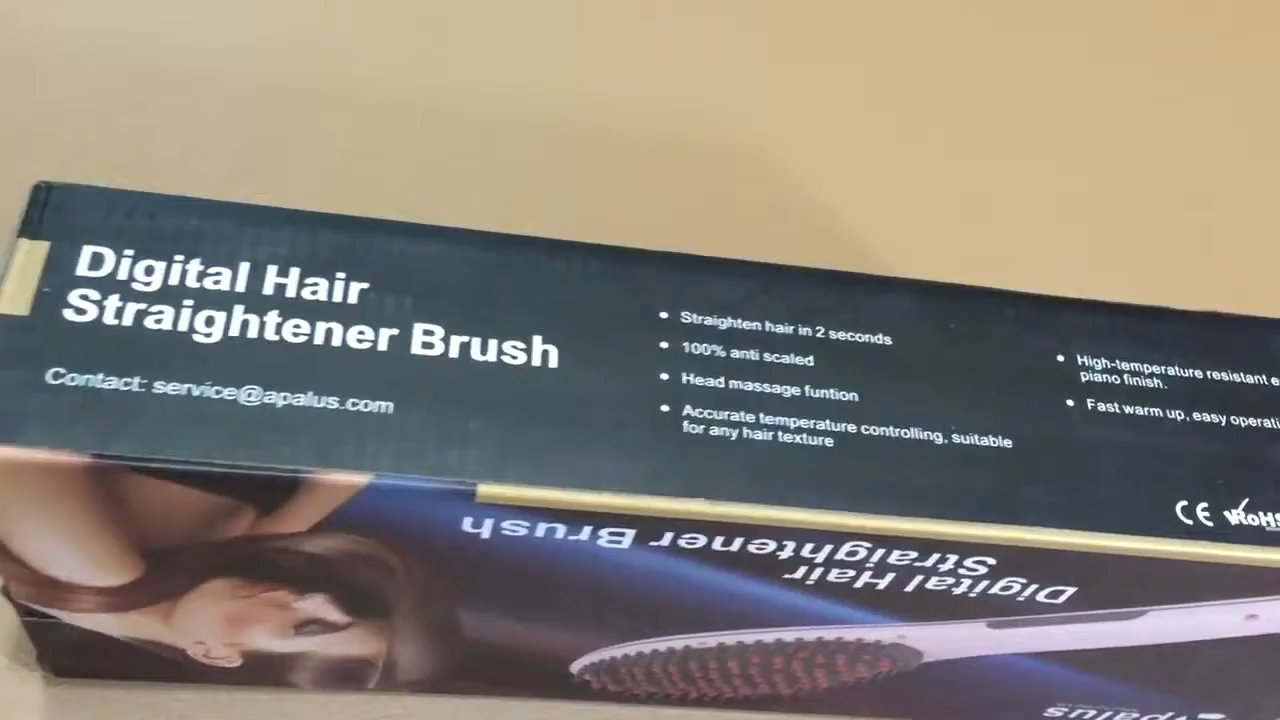 Digital Hair
Straightener Brush
Contact: service@apalus.com
• Straighten hair in 2 seconds
• 100% anti scaled
• Head massage funtion
• Accurate temperature controlling, suitable
for any hair texture
• High-temperature resistant
piano finish.
• Fast warm up, easy
CE RoHS
Digital Hair
Straightener Brush